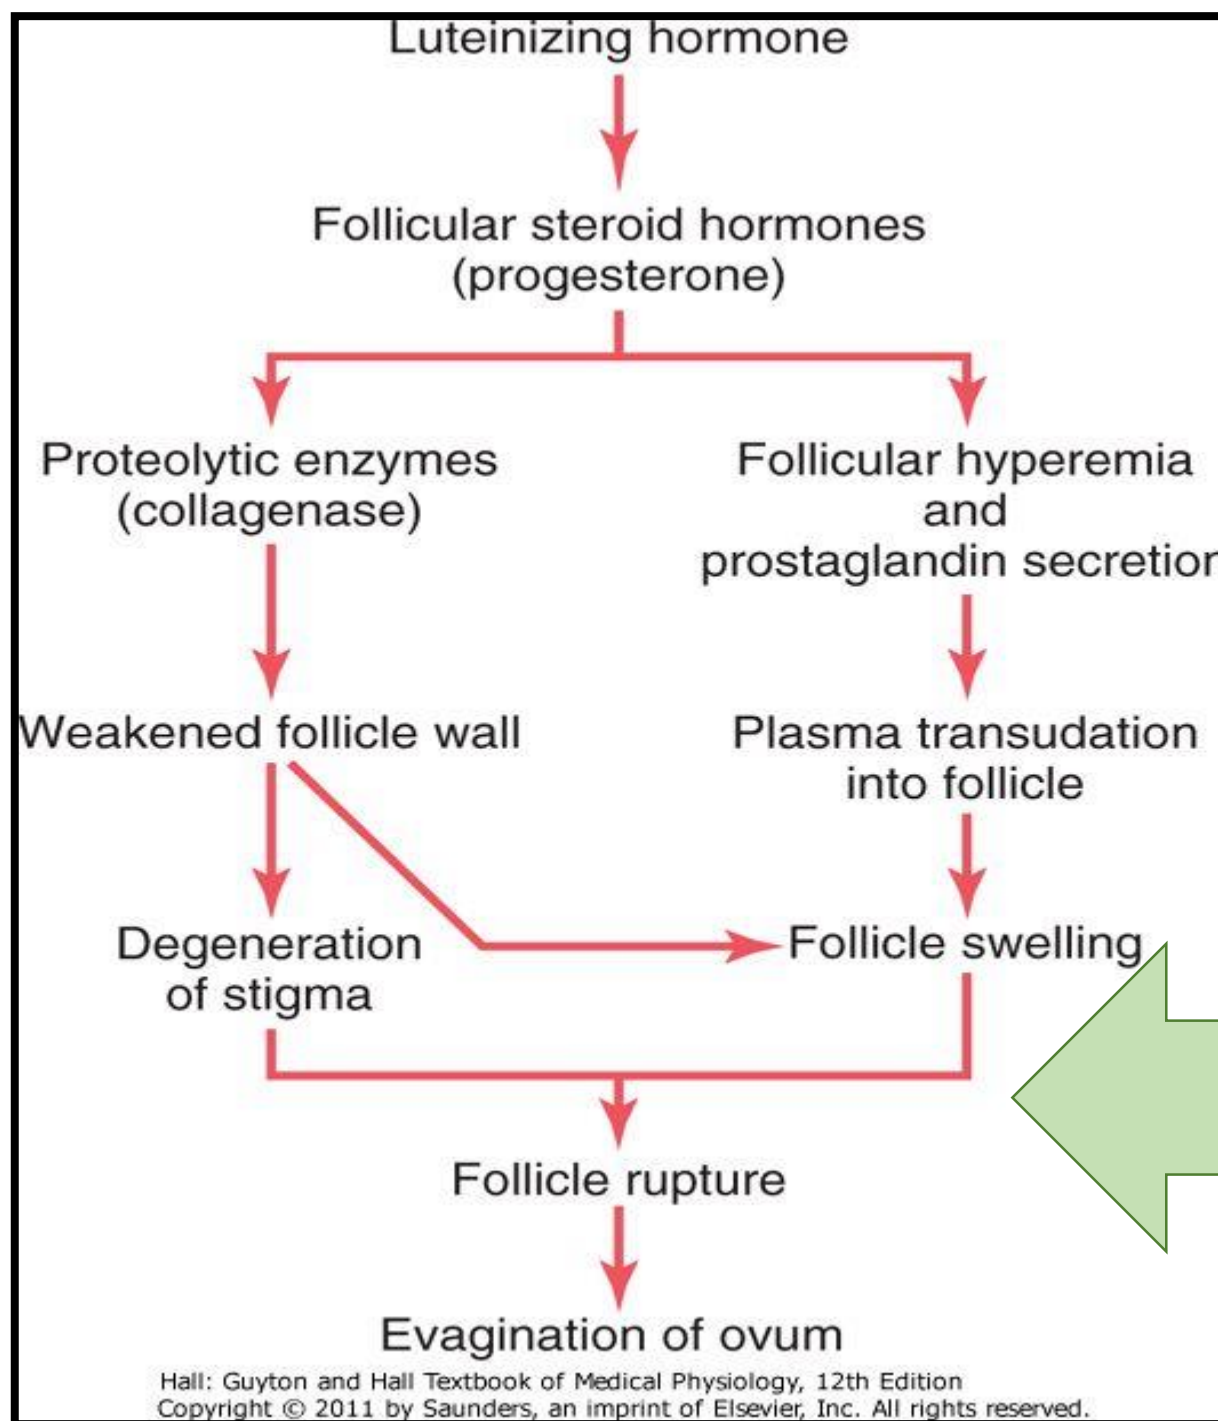 Luteinizing hormone
Follicular steroid hormones
(progesterone)
Proteolytic enzymes
(collagenase)
Follicular hyperemia
and
prostaglandin secretion
Weakened follicle wall
Plasma transudation
into follicle
Degeneration
of stigma
Follicle swelling
Follicle rupture
Evagination of ovum
Hall: Guyton and Hall Textbook of Medical Physiology, 12th Edition
Copyright © 2011 by Saunders, an imprint of Elsevier, Inc. All rights reserved.